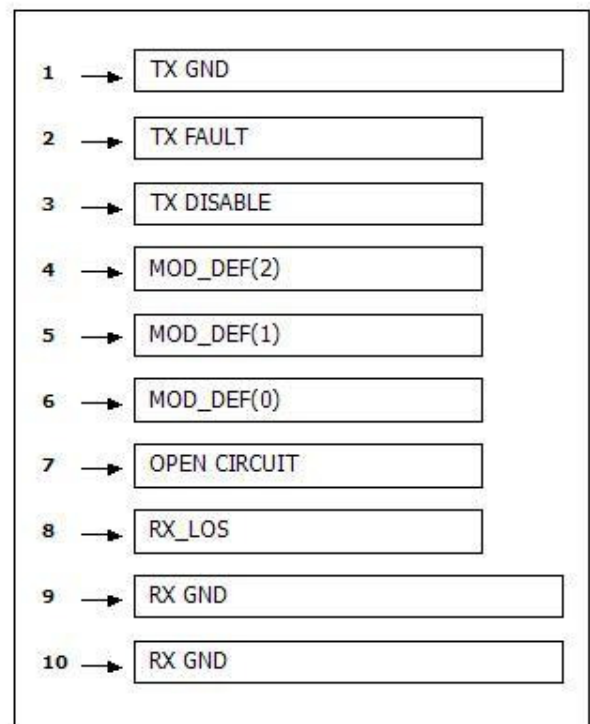 1 TX GND
2 TX FAULT
3 TX DISABLE
4 MOD_DEF(2)
5 MOD_DEF(1)
6 MOD_DEF(0)
7 OPEN CIRCUIT
8 RX_LOS
9 RX GND
10 RX GND